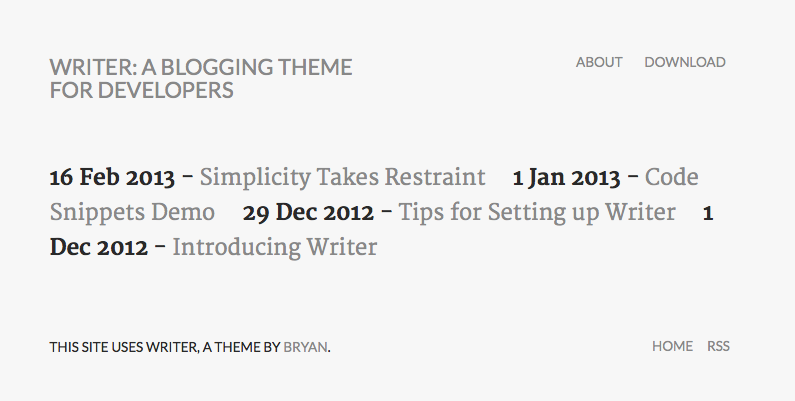 WRITER: A BLOGGING THEME
FOR DEVELOPERS
ABOUT DOWNLOAD
16 Feb 2013 – Simplicity Takes Restraint 1 Jan 2013 – Code
Snippets Demo 29 Dec 2012 – Tips for Setting up Writer 1
Dec 2012 – Introducing Writer
THIS SITE USES WRITER, A THEME BY BRYAN.
HOME RSS